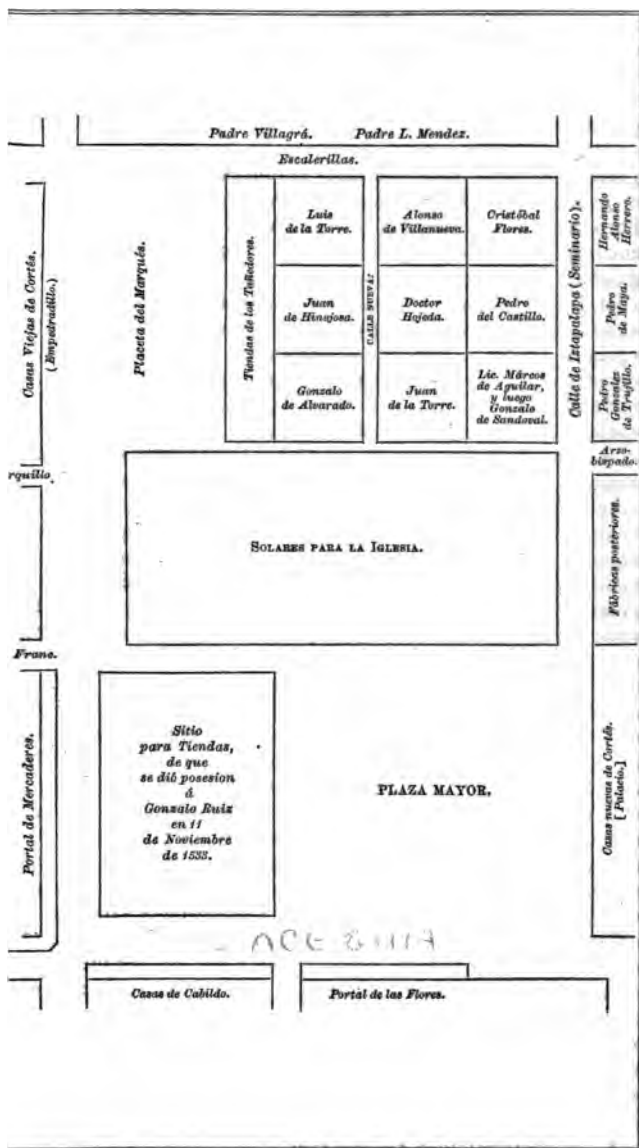 Padre Villagrá. Padre L. Mendez.
Escalerillas.
Casas Viejas de Cortés.
(Empedradillo.)
Placeta del Marqués.
Tiendas de los Tañedores.
Luis
de la Torre.
Juan
de Hinojosa.
Gonzalo
de Alvarado.
CALLE NUEVA
Alonso
de Villanueva.
Cristóbal
Flores.
Doctor
Hojeda.
Pedro
del Castillo.
Juan
de la Torre.
Lic. Márcos
de Aguilar,
y luego
Gonzalo
de Sandoval.
Calle de Iztapalapa (Seminario).
Hernando
Alonso
Herrero.
Pedro
de Maya.
Pedro
Gonzalez
de Trujillo.
Arzo-
bispado.
rquillo
SOLARES PARA LA IGLESIA.
Fábricas posteriores.
Franc.
Portal de Mercaderes.
Sitio
para Tiendas,
de que
se dió posesion
á
Gonzalo Ruiz
en 11
de Noviembre
de 1533.
PLAZA MAYOR.
Casas nuevas de Cortés.
[Palacio.]
Casas de Cabildo.
Portal de las Flores.